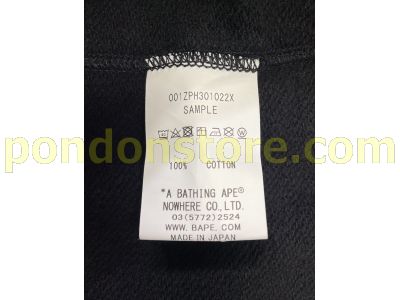 001ZPH301022X
SAMPLE
pondonstore.com
100% COTTON
"A BATHING APE®
NOWHERE CO., LTD.
03(5772)2524
WWW.BAPE.COM
MADE IN JAPAN